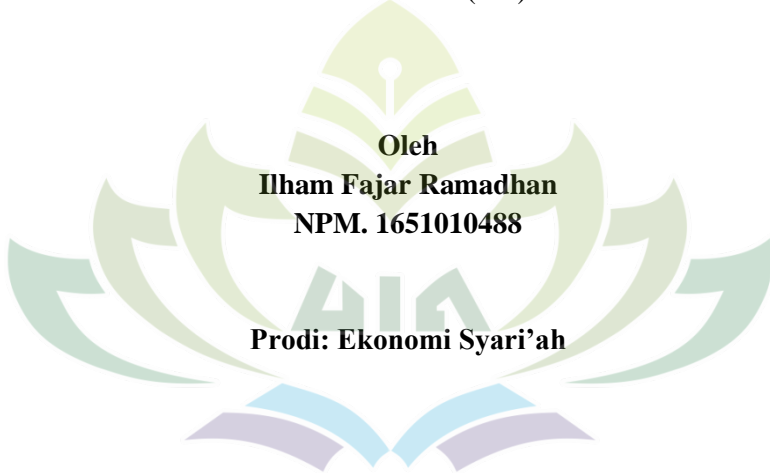 Oleh
Ilham Fajar Ramadhan
NPM. 1651010488
Prodi: Ekonomi Syari’ah